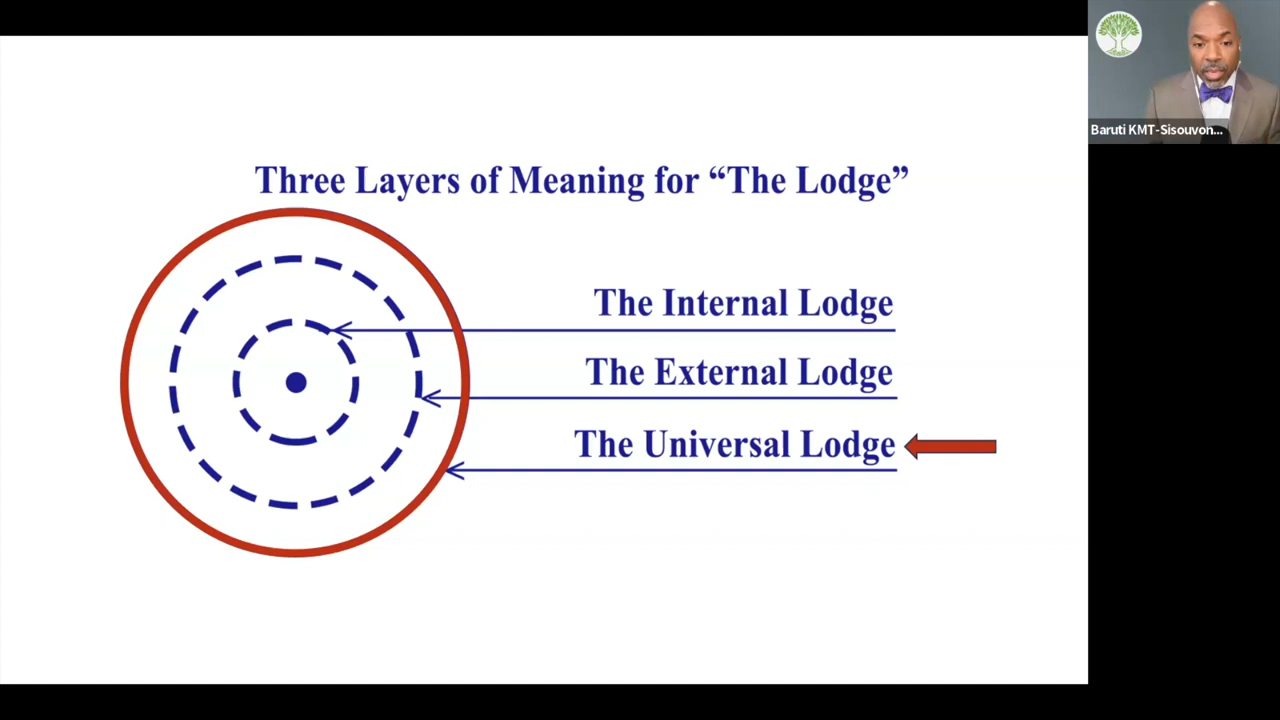 Three Layers of Meaning for “The Lodge”
The Internal Lodge
The External Lodge
The Universal Lodge
Baruti KMT-Sisouvon...